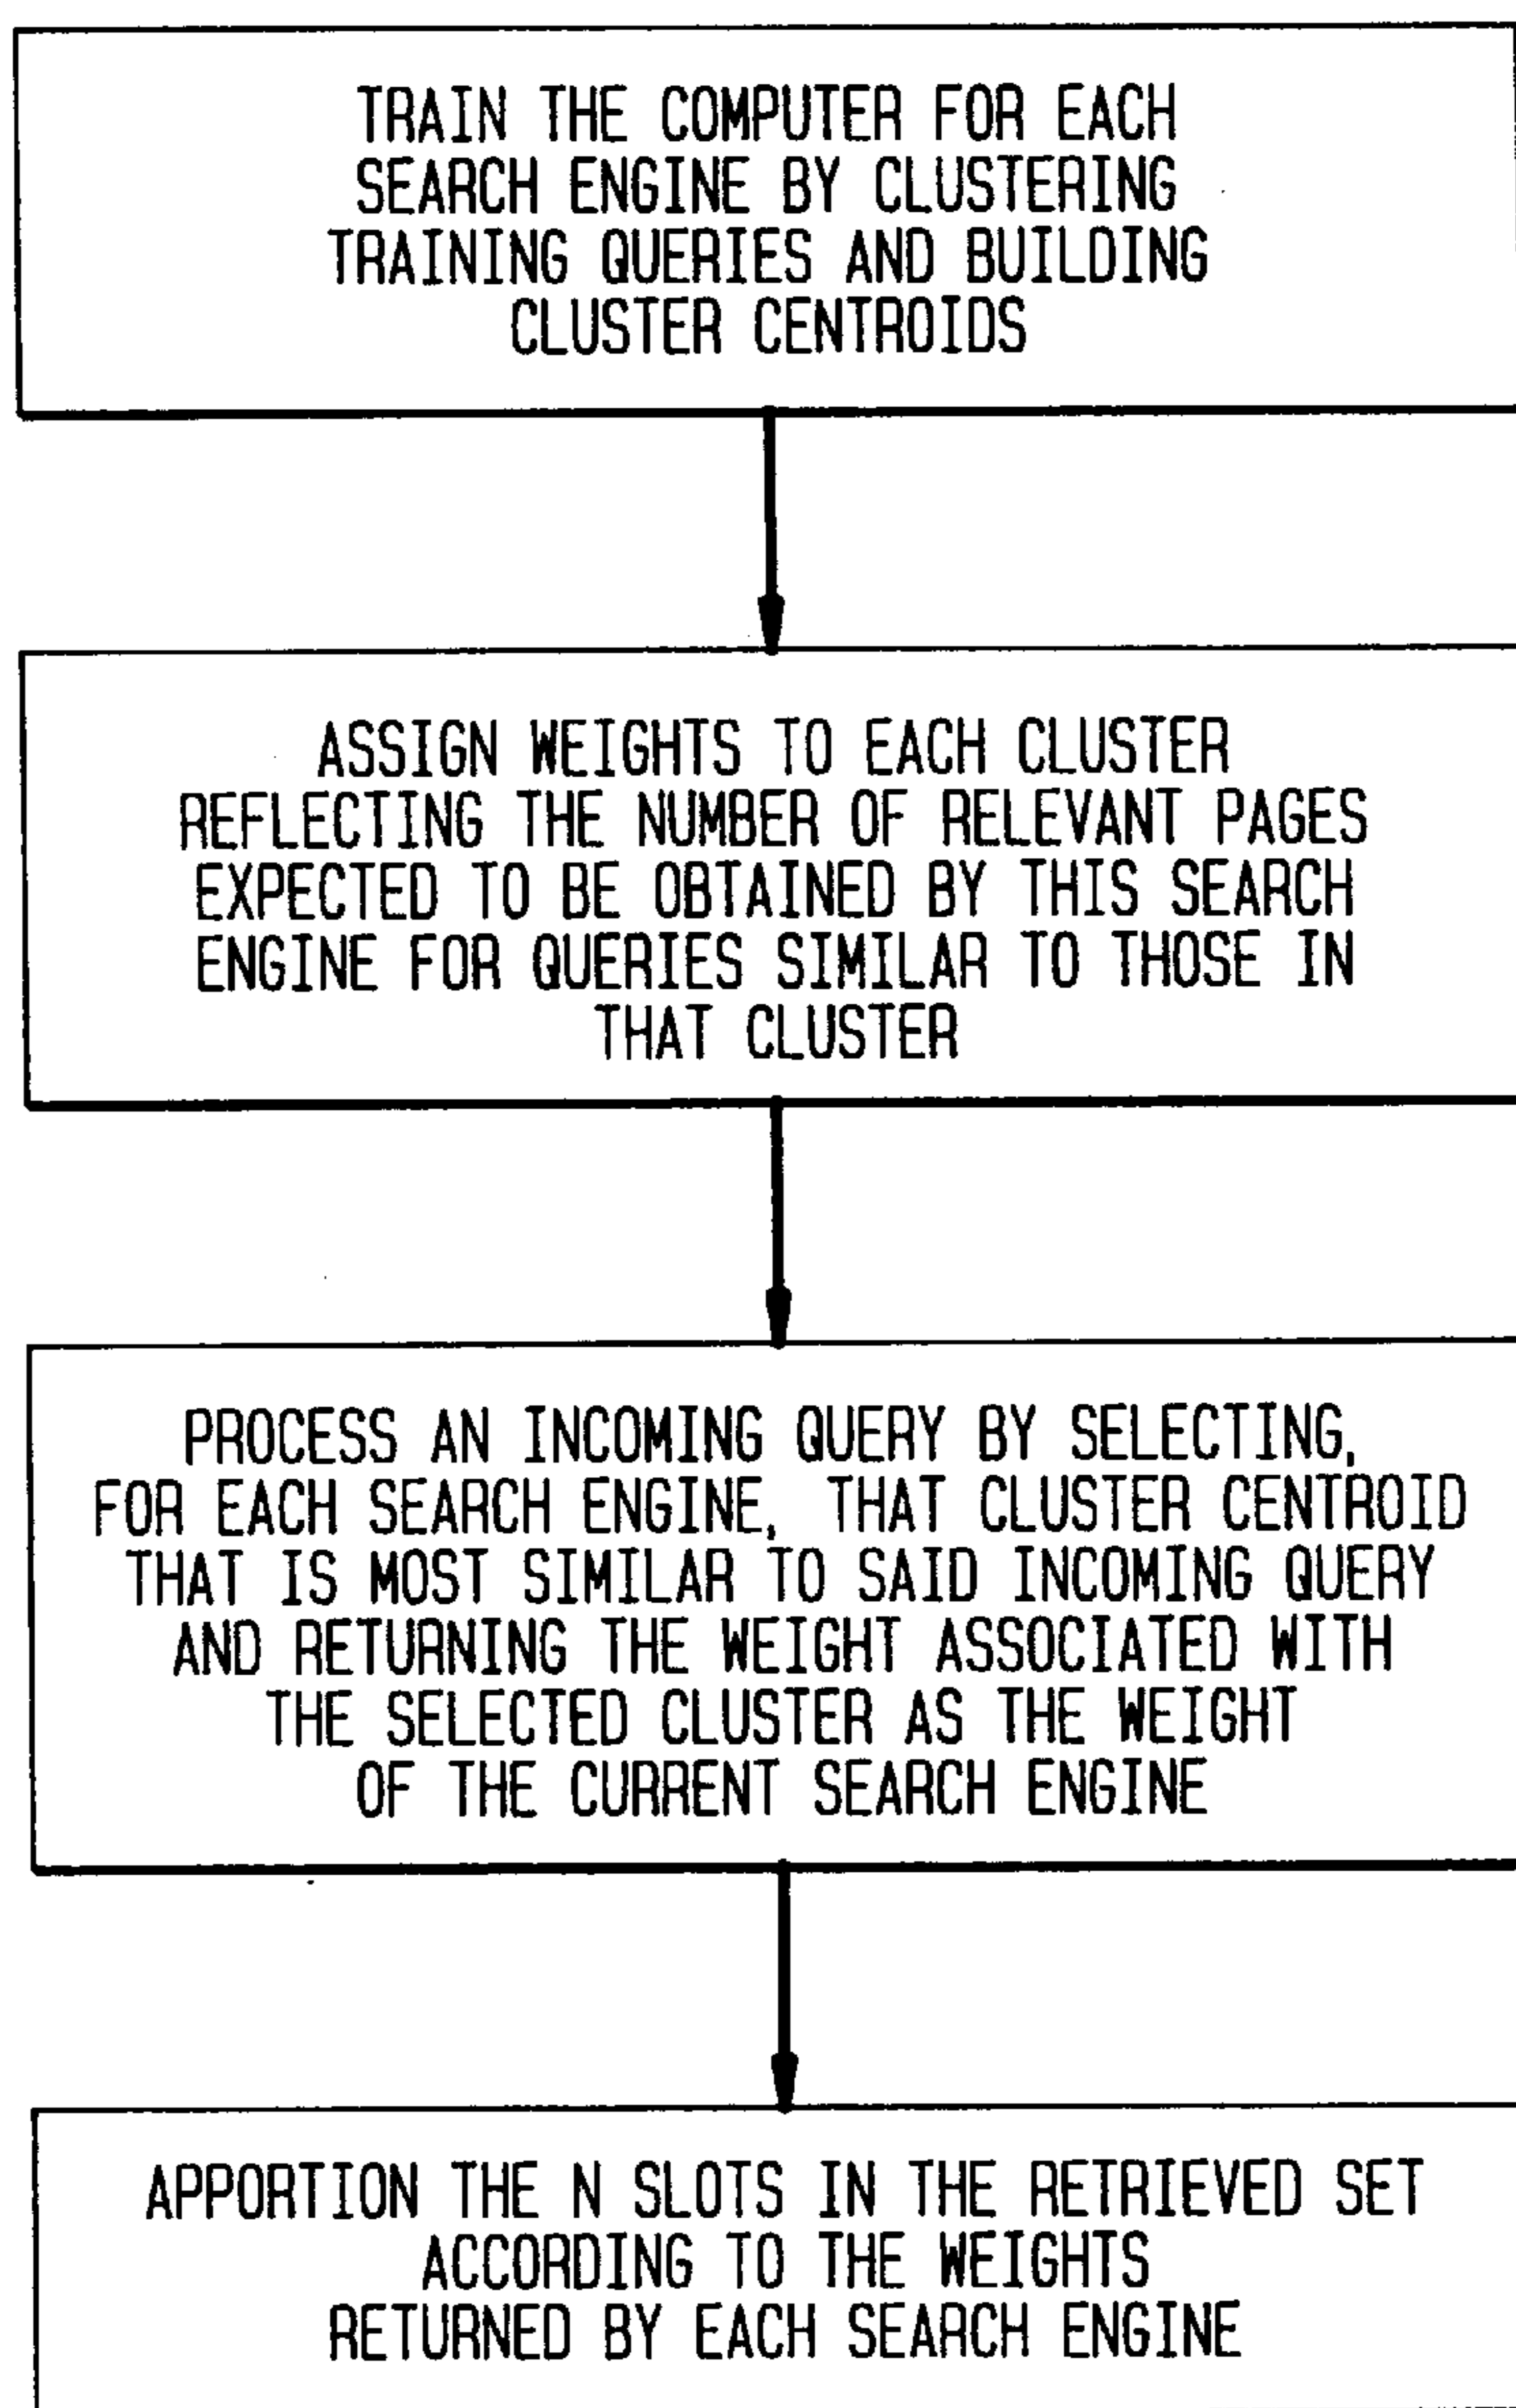 TRAIN THE COMPUTER FOR EACH
SEARCH ENGINE BY CLUSTERING
TRAINING QUERIES AND BUILDING
CLUSTER CENTROIDS
ASSIGN WEIGHTS TO EACH CLUSTER
REFLECTING THE NUMBER OF RELEVANT PAGES
EXPECTED TO BE OBTAINED BY THIS SEARCH
ENGINE FOR QUERIES SIMILAR TO THOSE IN
THAT CLUSTER
PROCESS AN INCOMING QUERY BY SELECTING,
FOR EACH SEARCH ENGINE, THAT CLUSTER CENTROID
THAT IS MOST SIMILAR TO SAID INCOMING QUERY
AND RETURNING THE WEIGHT ASSOCIATED WITH
THE SELECTED CLUSTER AS THE WEIGHT
OF THE CURRENT SEARCH ENGINE
APPORTION THE N SLOTS IN THE RETRIEVED SET
ACCORDING TO THE WEIGHTS
RETURNED BY EACH SEARCH ENGINE